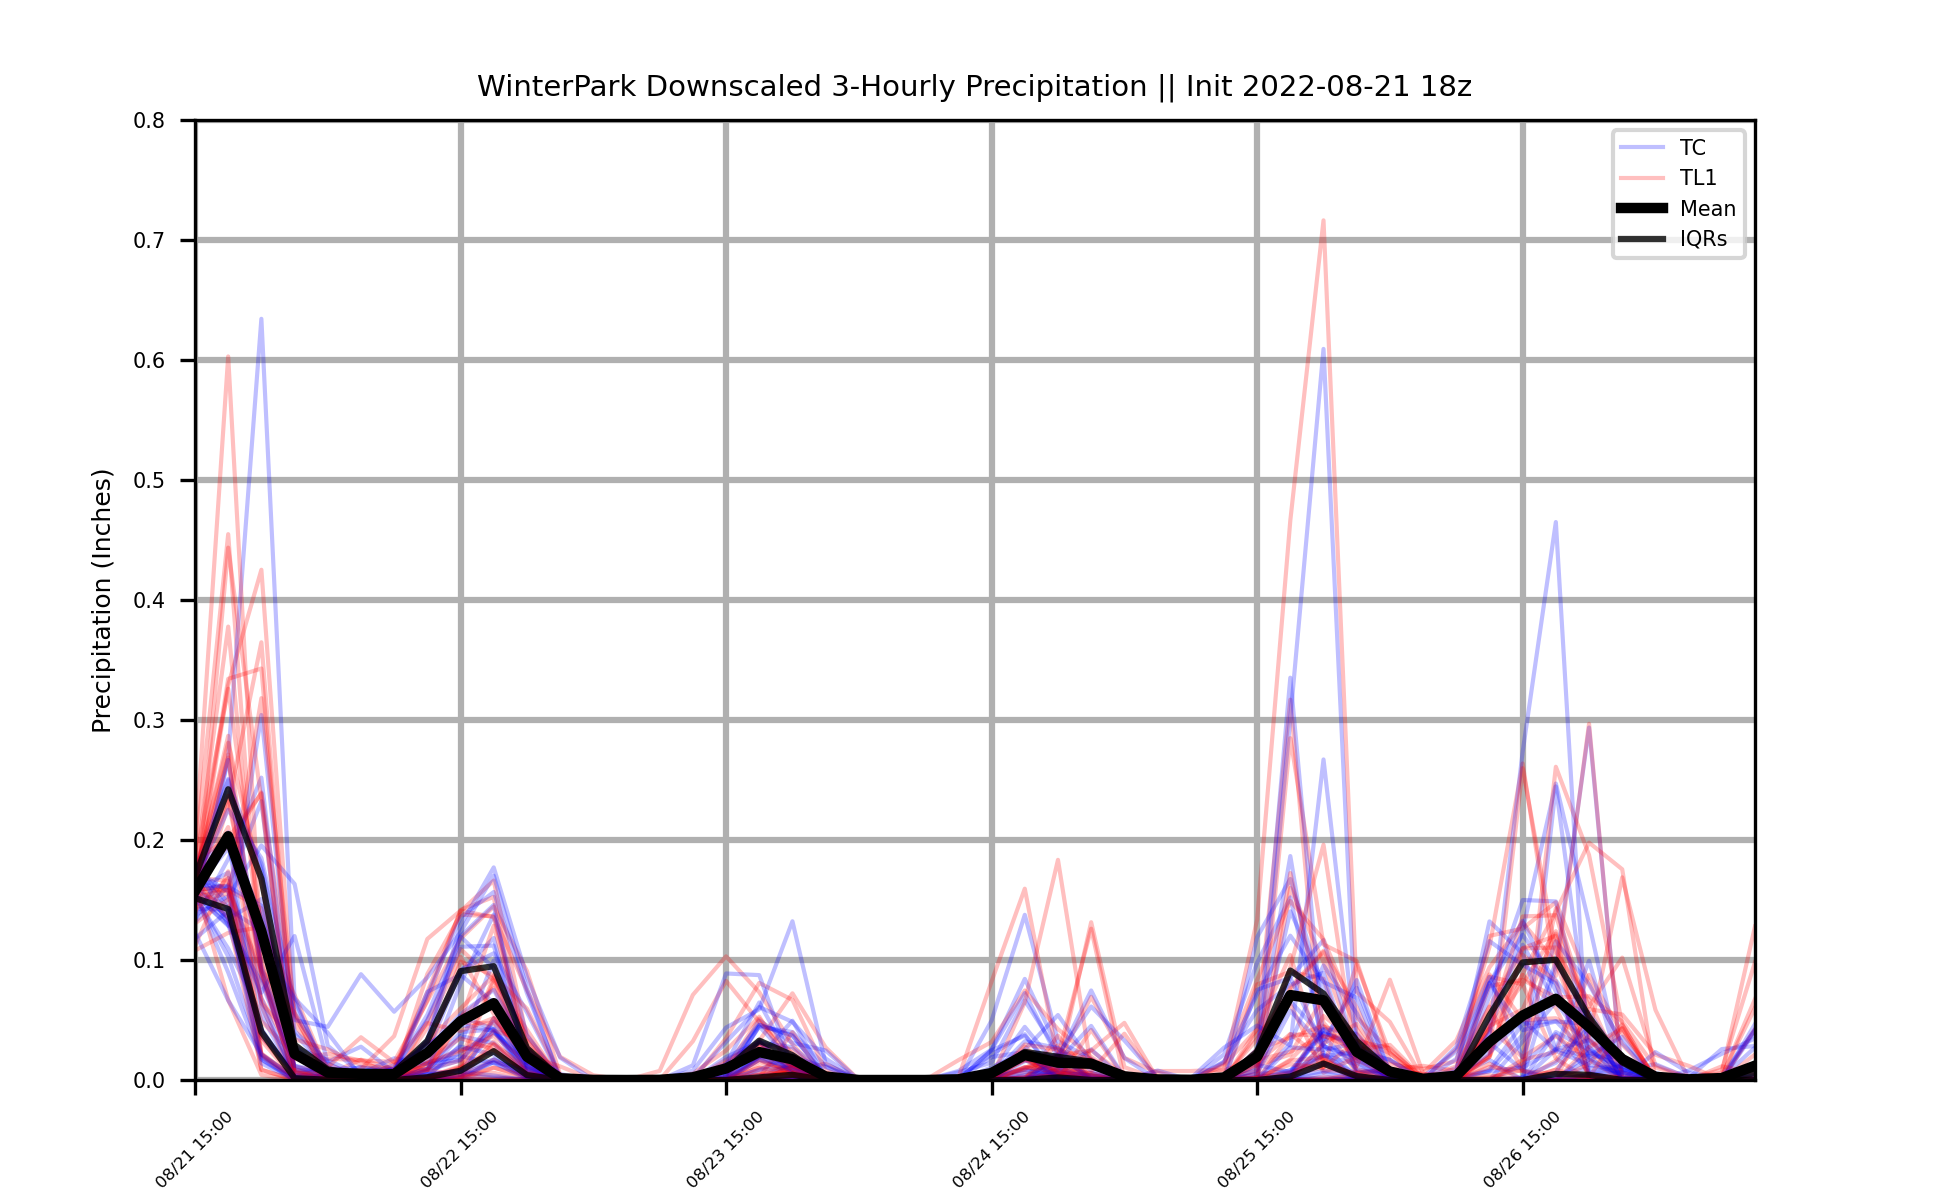 WinterPark Downscaled 3-Hourly Precipitation || Init 2022-08-21 18z
TC
TL1
Mean
IQRs
Precipitation (Inches)
0.8
0.7
0.6
0.5
0.4
0.3
0.2
0.1
0.0
08/21 15:00
08/22 15:00
08/23 15:00
08/24 15:00
08/25 15:00
08/26 15:00